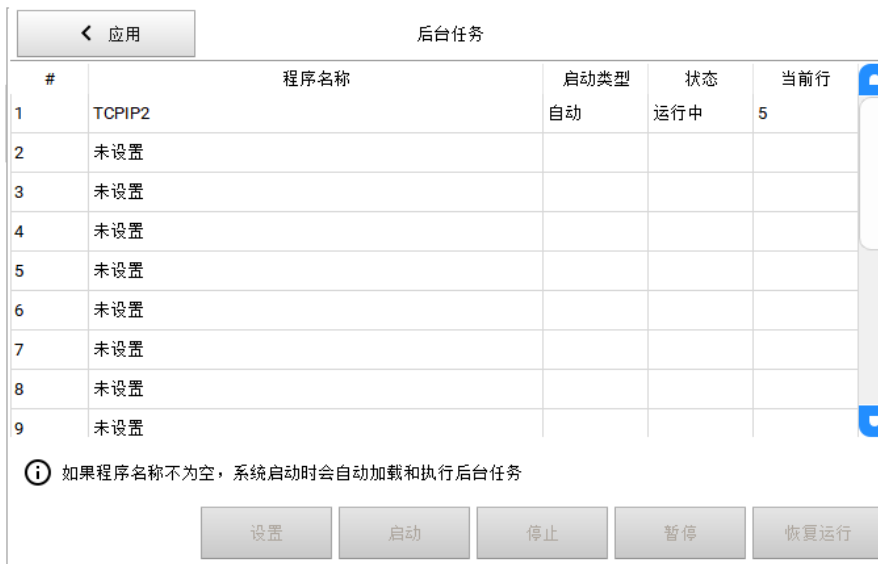 应用 后台任务
# 程序名称 启动类型 状态 当前行
1 TCPIP2 自动 运行中 5
2 未设置
3 未设置
4 未设置
5 未设置
6 未设置
7 未设置
8 未设置
9 未设置
如果程序名称不为空，系统启动时会自动加载和执行后台任务
设置 启动 停止 暂停 恢复运行